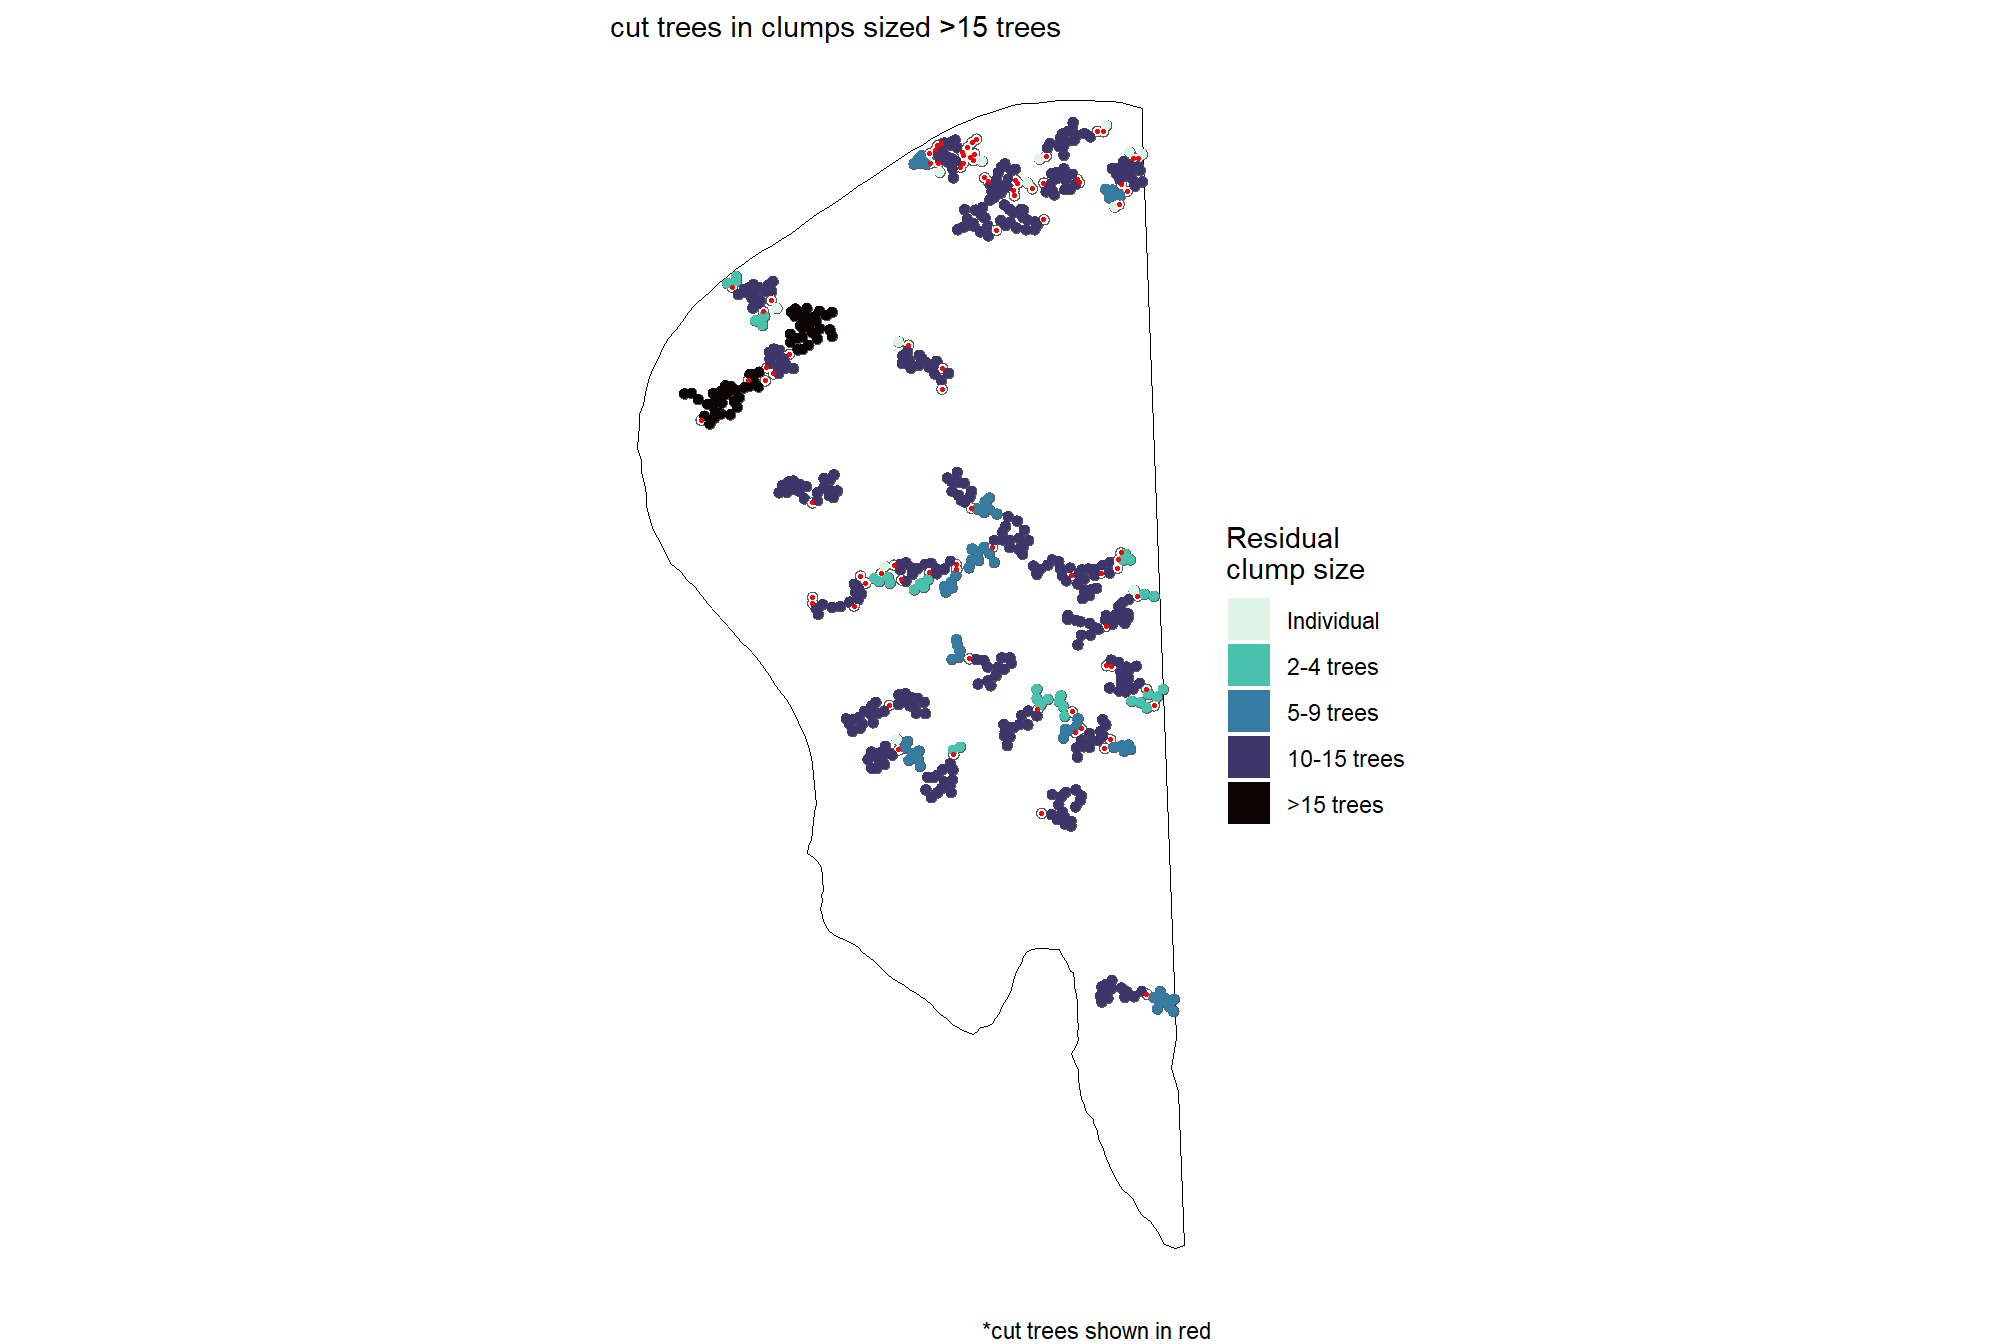 cut trees in clumps sized >15 trees
Residual
clump size
Individual
2-4 trees
5-9 trees
10-15 trees
>15 trees
*cut trees shown in red